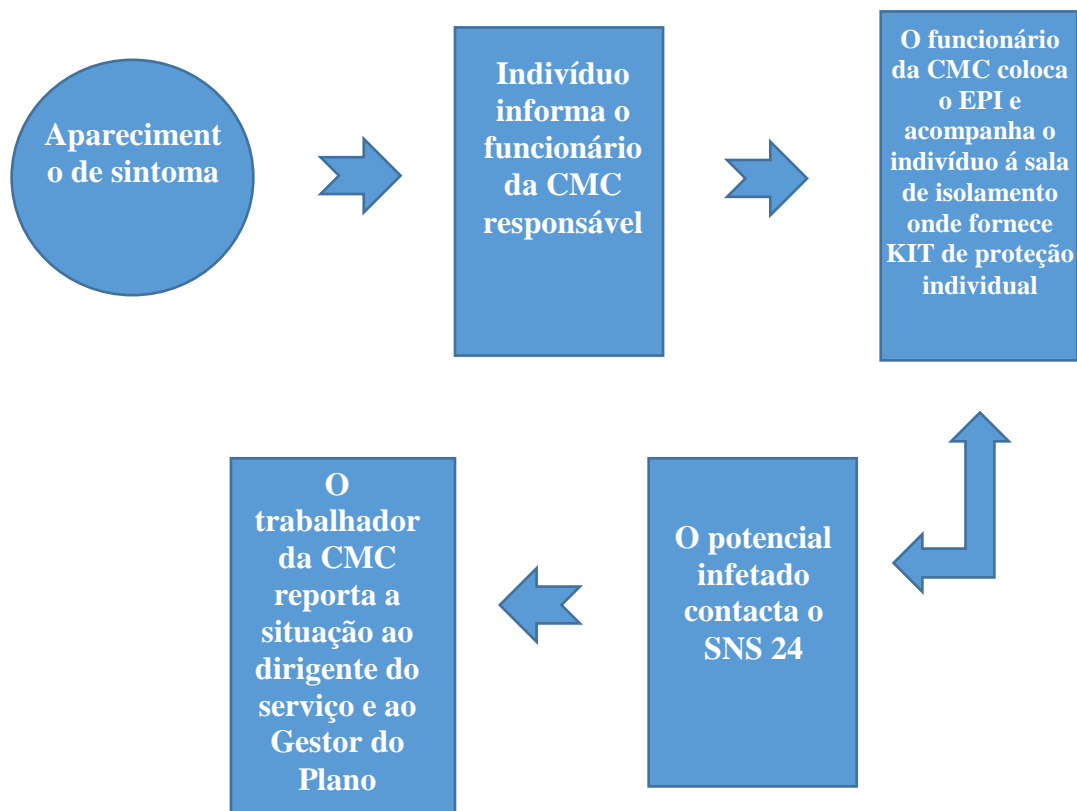 Apareciment
o de sintoma
Indivíduo
informa o
funcionário
da CMC
responsável
O funcionário
da CMC coloca
o EPI e
acompanha o
indivíduo á sala
de isolamento
onde fornece
KIT de proteção
individual
O potencial
infetado
contacta o
SNS 24
O
trabalhador
da CMC
reporta a
situação ao
dirigente do
serviço e ao
Gestor do
Plano